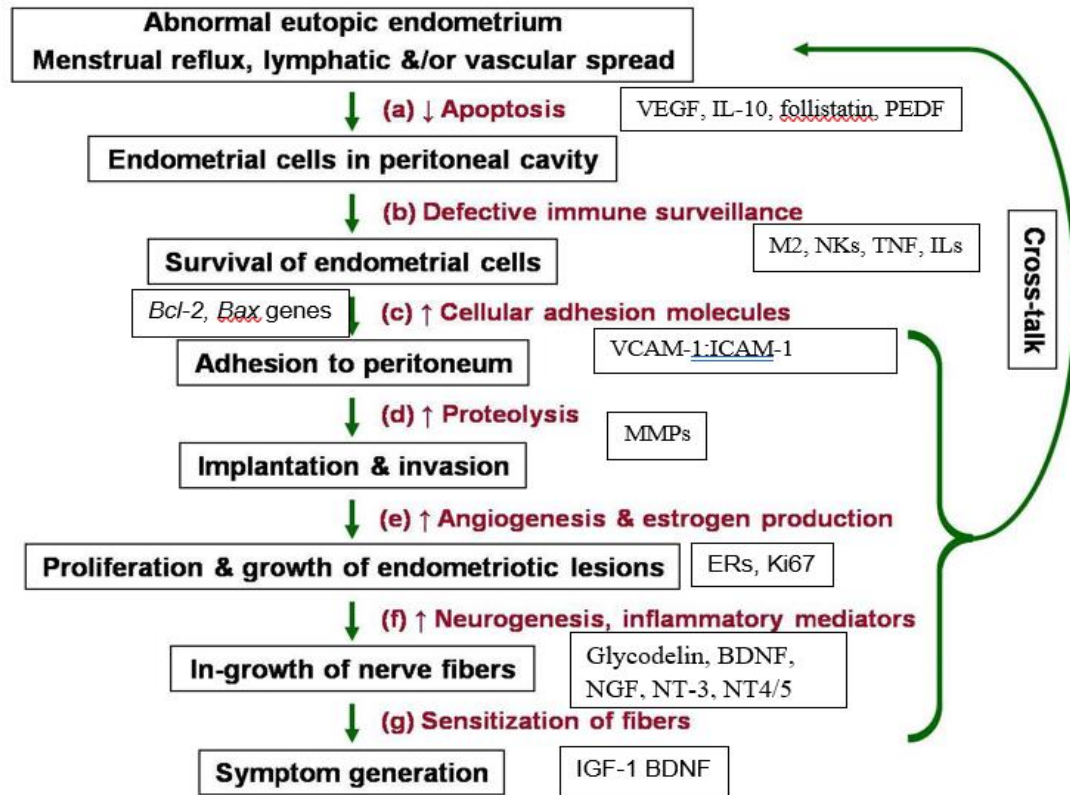 Abnormal eutopic endometrium
Menstrual reflux, lymphatic &/or vascular spread
(a) ↓ Apoptosis
VEGF, IL-10, follistatin, PEDF
Endometrial cells in peritoneal cavity
(b) Defective immune surveillance
M2, NKs, TNF, ILs
Survival of endometrial cells
Bcl-2, Bax genes
(c) ↑ Cellular adhesion molecules
VCAM-1:ICAM-1
Adhesion to peritoneum
(d) ↑ Proteolysis
MMPs
Implantation & invasion
(e) ↑ Angiogenesis & estrogen production
Proliferation & growth of endometriotic lesions
ERs, Ki67
(f) ↑ Neurogenesis, inflammatory mediators
Glycodelin, BDNF,
NGF, NT-3, NT4/5
In-growth of nerve fibers
(g) Sensitization of fibers
Symptom generation
IGF-1 BDNF
Cross-talk